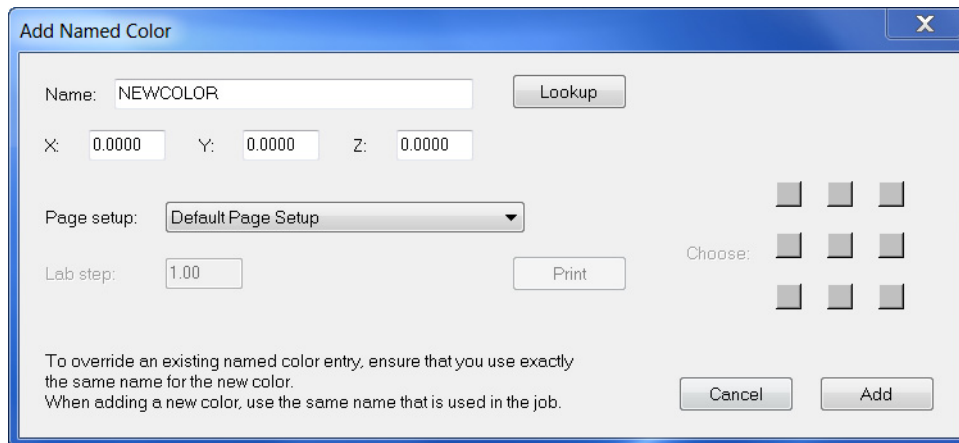 Add Named Color
X
Name: NEWCOLOR Lookup
X: 0.0000 Y: 0.0000 Z: 0.0000
Page setup: Default Page Setup
Choose:
Lab step: 1.00 Print
To override an existing named color entry, ensure that you use exactly
the same name for the new color.
When adding a new color, use the same name that is used in the job.
Cancel Add